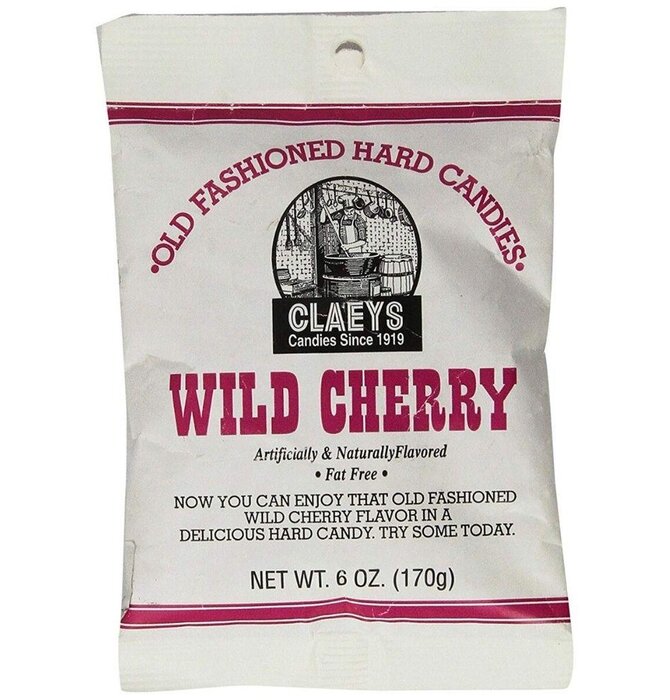 •OLD FASHIONED HARD CANDIES•
CLAEYS
Candies Since 1919
WILD CHERRY
Artificially & NaturallyFlavored
• Fat Free •
NOW YOU CAN ENJOY THAT OLD FASHIONED
WILD CHERRY FLAVOR IN A
DELICIOUS HARD CANDY. TRY SOME TODAY.
NET WT. 6 OZ. (170g)